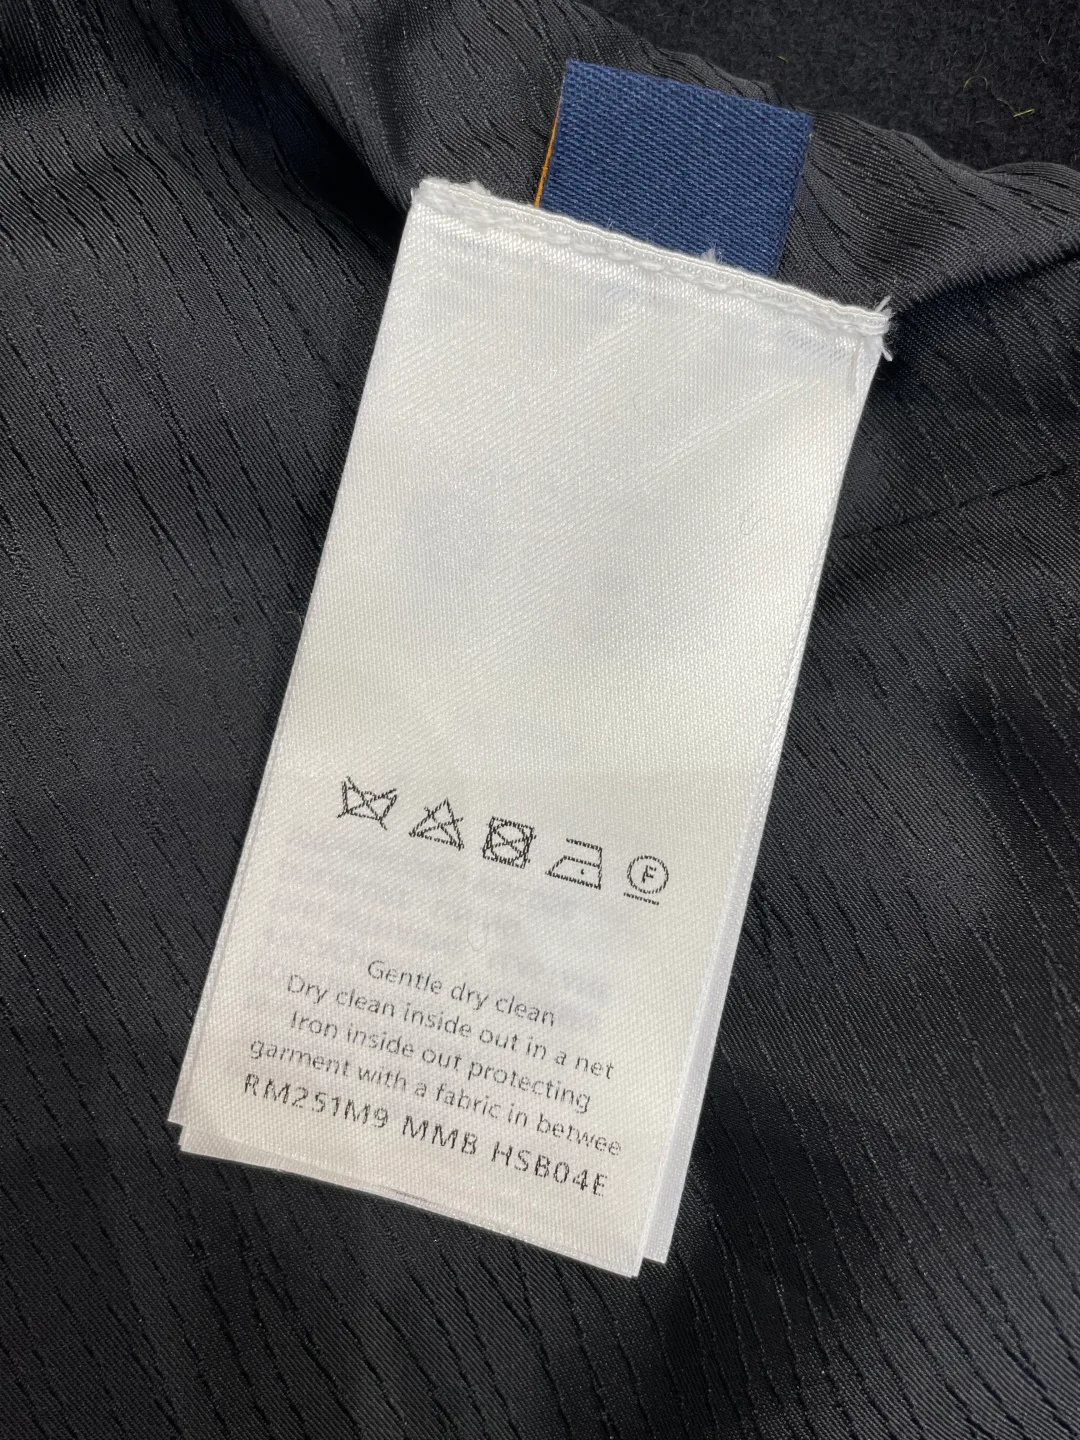 F
Gentle dry clean
Dry clean inside out in a net
Iron inside out protecting
garment with a fabric in betwee
RM251M9 MMB HSB04E